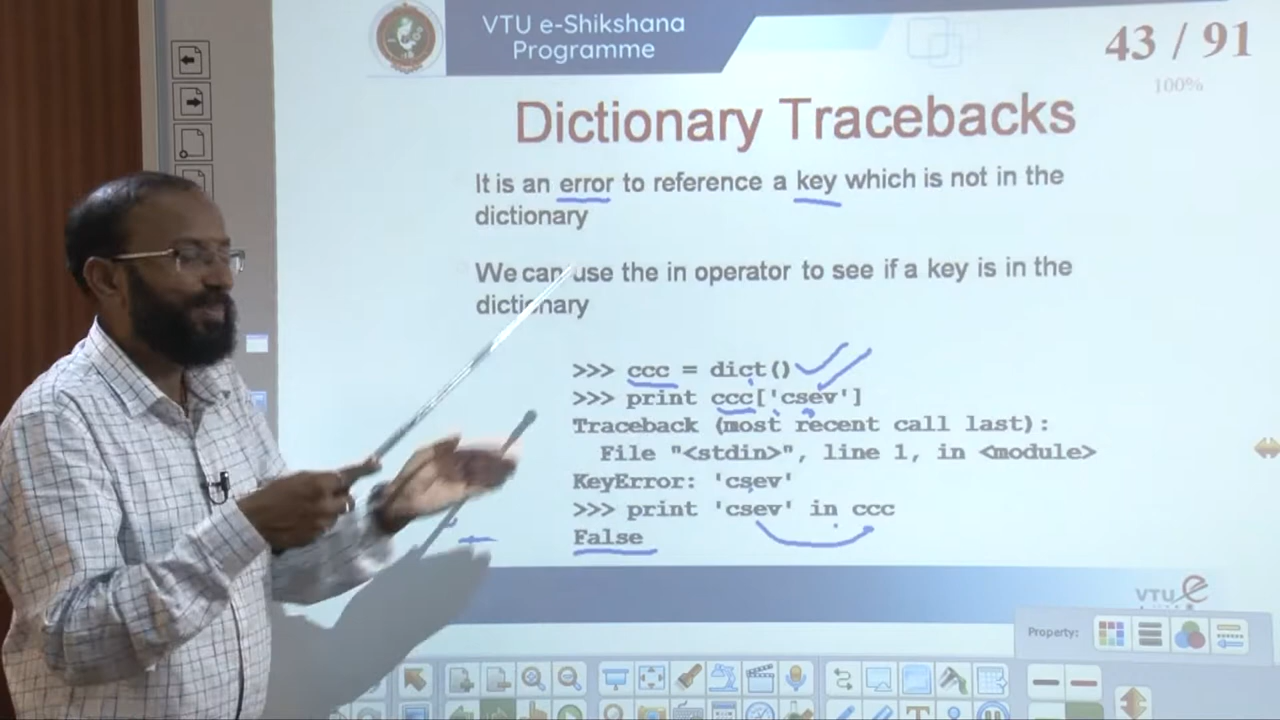 VTU e-Shikshana
Programme
43 / 91
100%
Dictionary Tracebacks
It is an error to reference a key which is not in the
dictionary
We can use the in operator to see if a key is in the
dictionary
>>> ccc = dict()
>>> print ccc['csev']
Traceback (most recent call last):
File "<stdin>", line 1, in <module>
KeyError: 'csev'
>>> print 'csev' in ccc
False
VTU e
Property: